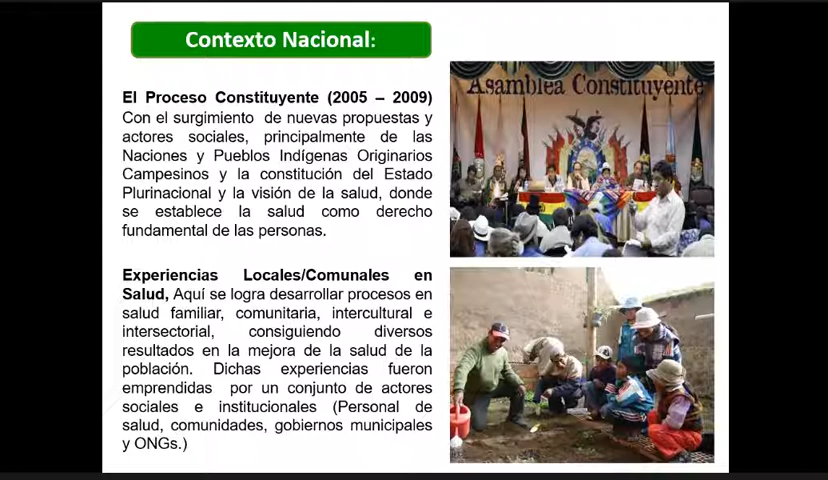 Contexto Nacional:
El Proceso Constituyente (2005 – 2009)
Con el surgimiento de nuevas propuestas y
actores sociales, principalmente de las
Naciones y Pueblos Indígenas Originarios
Campesinos y la constitución del Estado
Plurinacional y la visión de la salud, donde
se establece la salud como derecho
fundamental de las personas.
Asamblea Constituyente
Experiencias Locales/Comunales en
Salud, Aquí se logra desarrollar procesos en
salud familiar, comunitaria, intercultural e
intersectorial, consiguiendo diversos
resultados en la mejora de la salud de la
población. Dichas experiencias fueron
emprendidas por un conjunto de actores
sociales e institucionales (Personal de
salud, comunidades, gobiernos municipales
y ONGs.)